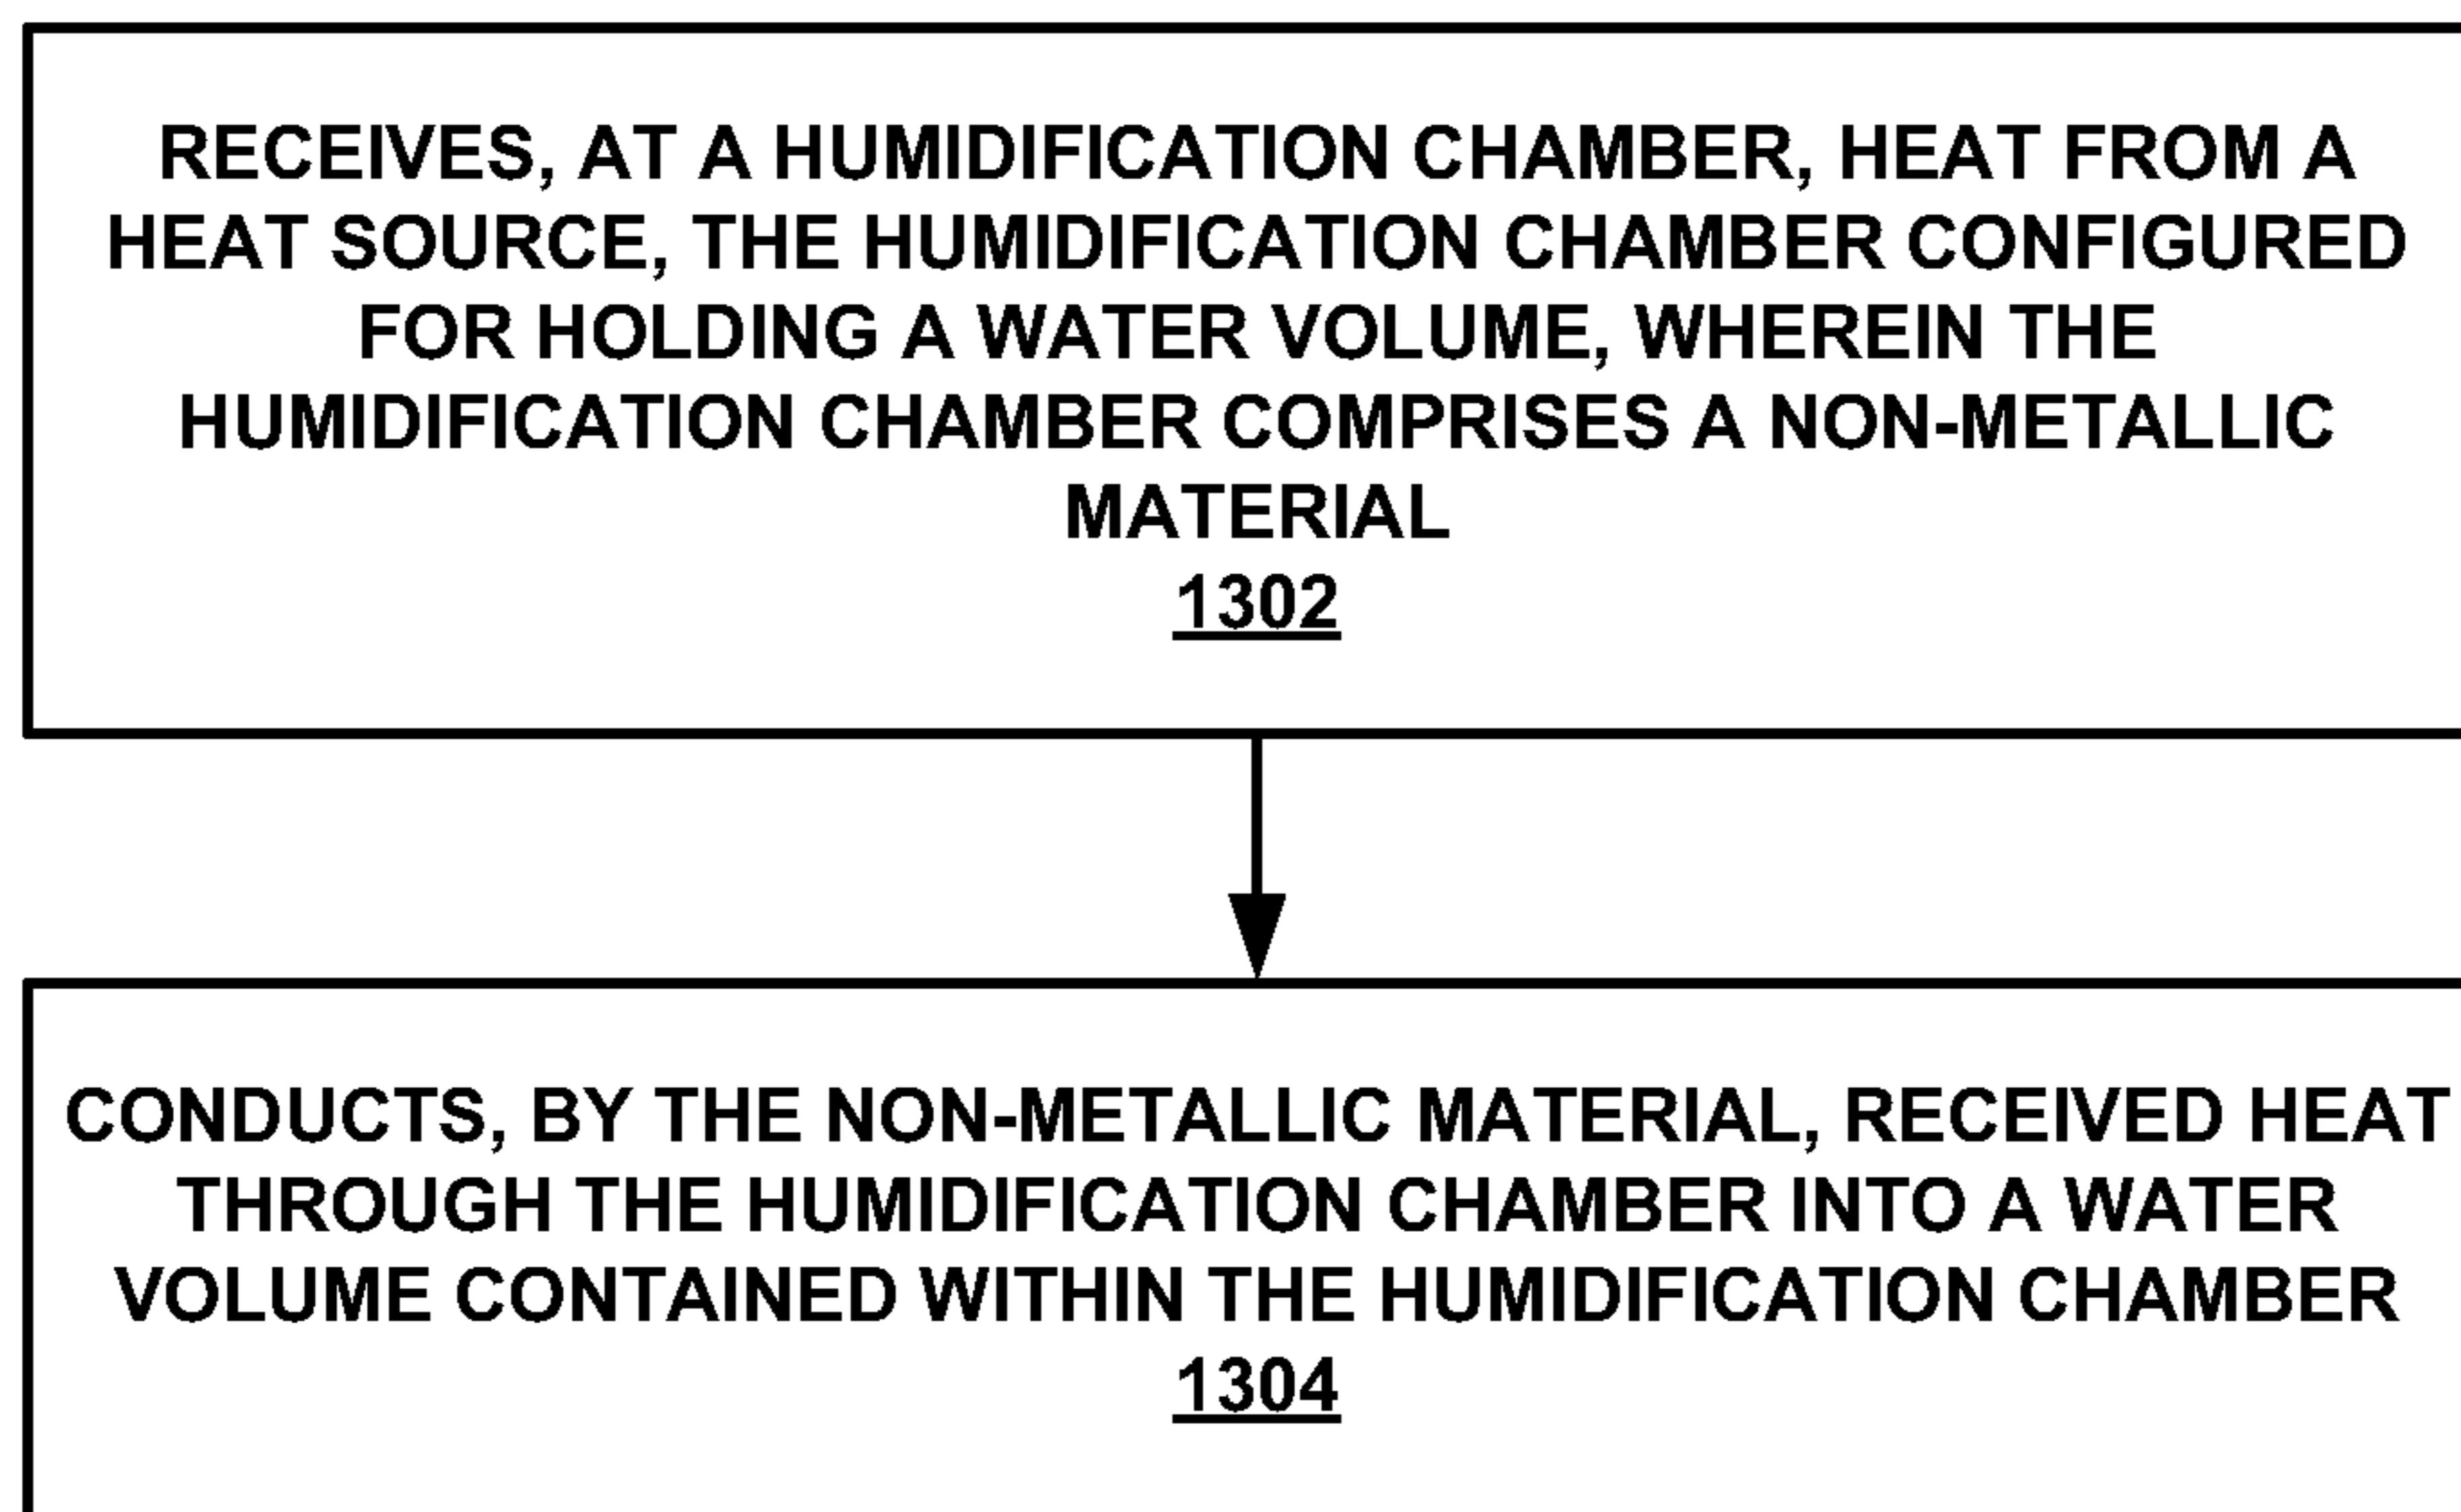 RECEIVES, AT A HUMIDIFICATION CHAMBER, HEAT FROM A
HEAT SOURCE, THE HUMIDIFICATION CHAMBER CONFIGURED
FOR HOLDING A WATER VOLUME, WHEREIN THE
HUMIDIFICATION CHAMBER COMPRISES A NON-METALLIC
MATERIAL
1302
CONDUCTS, BY THE NON-METALLIC MATERIAL, RECEIVED HEAT
THROUGH THE HUMIDIFICATION CHAMBER INTO A WATER
VOLUME CONTAINED WITHIN THE HUMIDIFICATION CHAMBER
1304